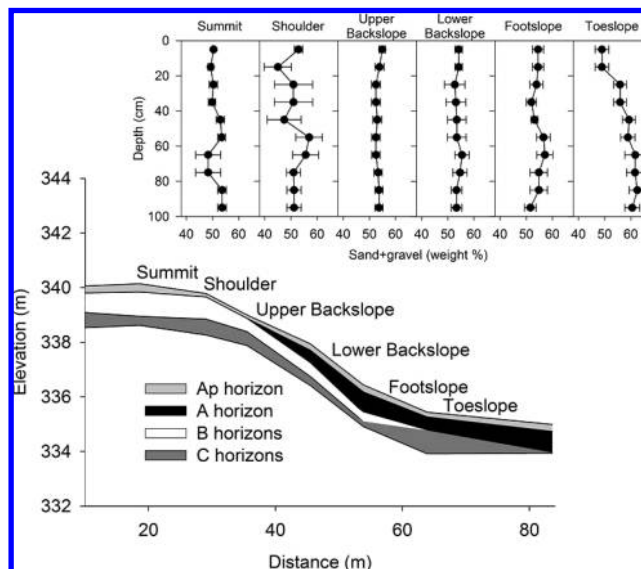 Summit Shoulder Upper Backslope Lower Backslope Footslope Toeslope
0
20
40
60
80
100
Depth (cm)
40 50 60 40 50 60 40 50 60 40 50 60 40 50 60 40 50 60
Sand+gravel (weight %)
344
342
340
338
336
334
332
Elevation (m)
Summit
Shoulder
Upper Backslope
Lower Backslope
Footslope
Toeslope
Ap horizon
A horizon
B horizons
C horizons
20 40 60 80
Distance (m)